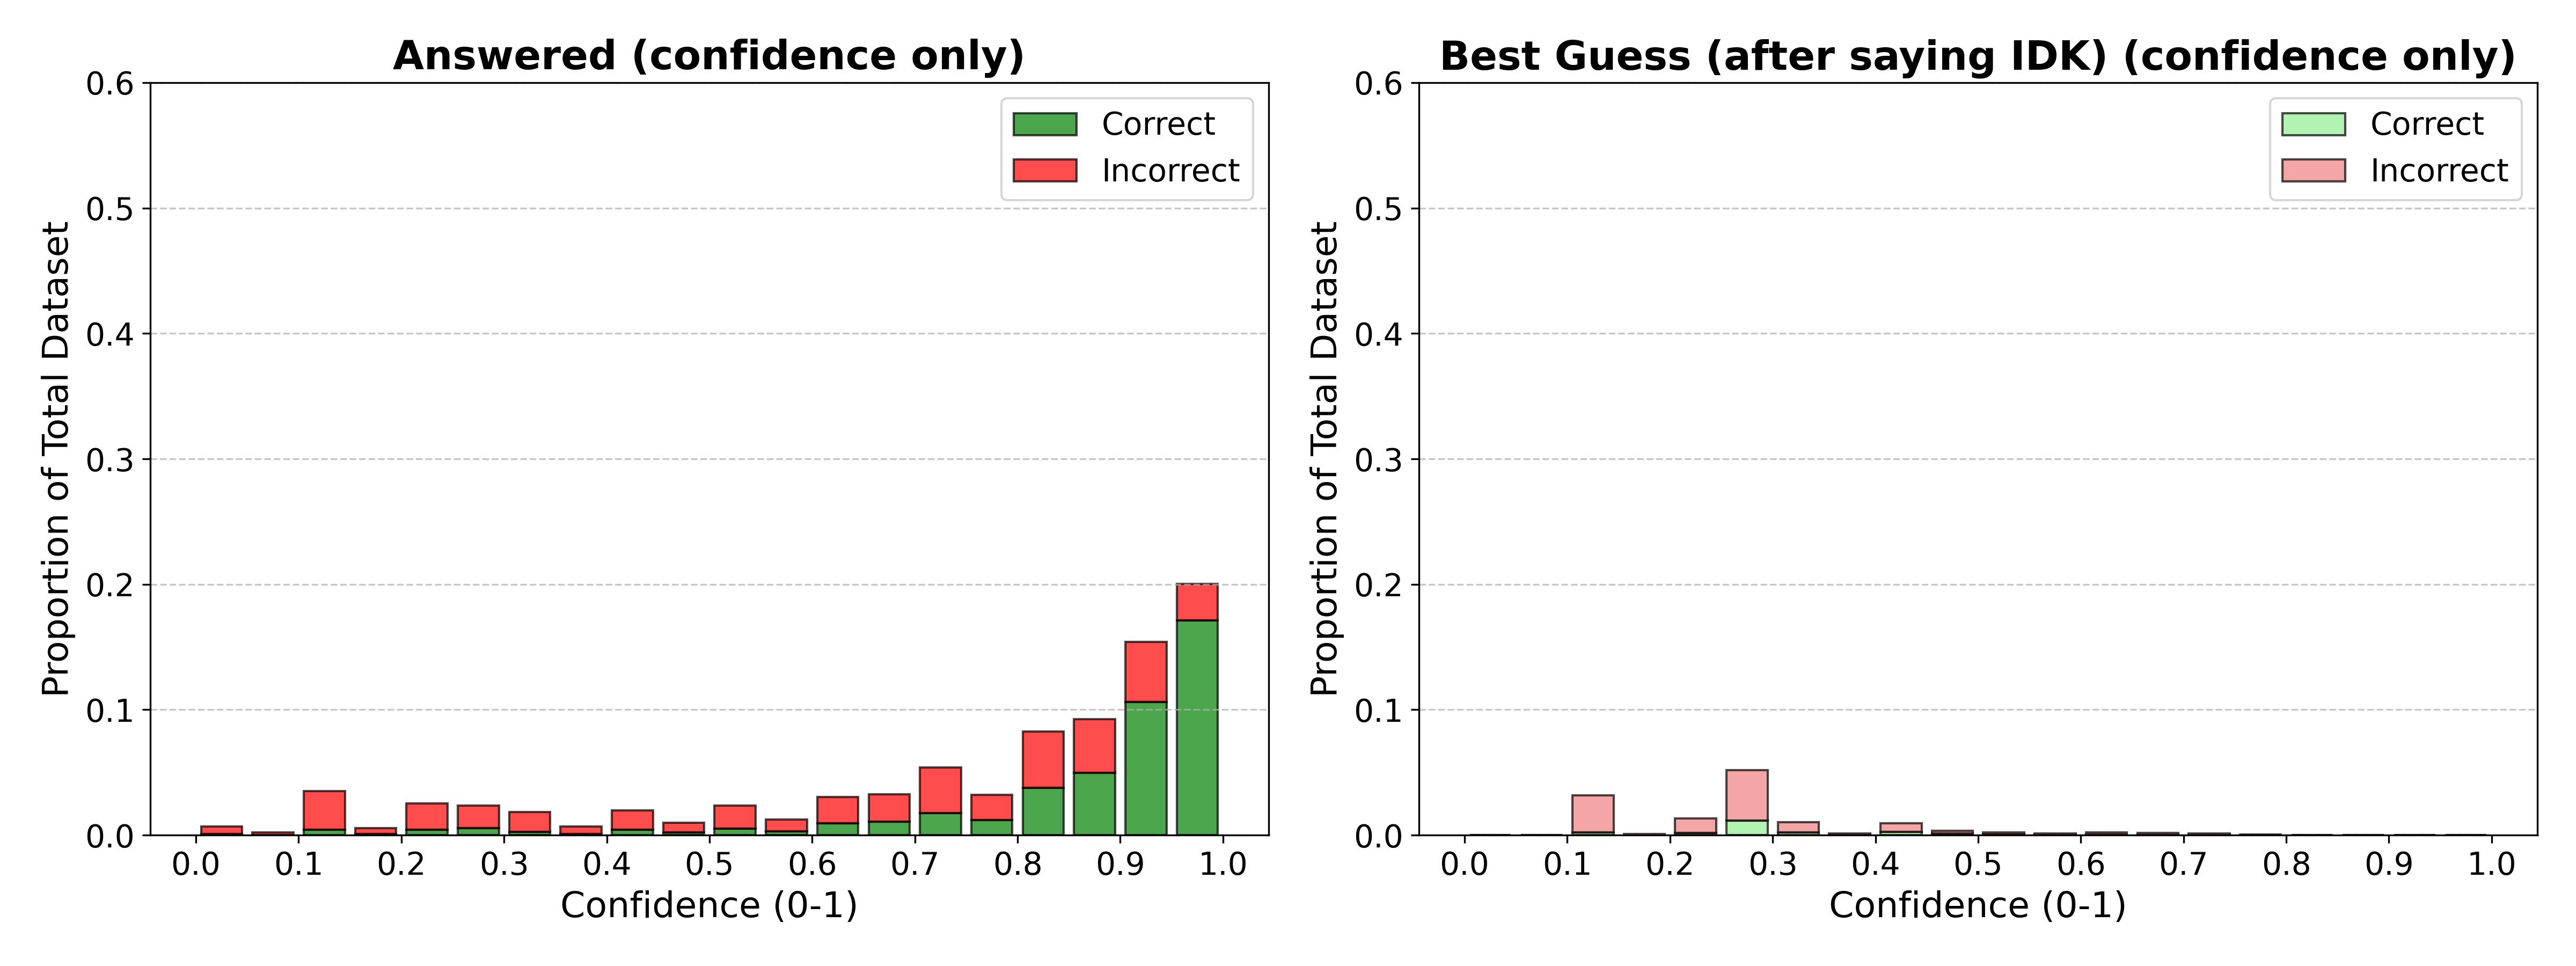 Answered (confidence only)
0.6
0.5
0.4
0.3
0.2
0.1
0.0
Proportion of Total Dataset
Correct
Incorrect
0.0 0.1 0.2 0.3 0.4 0.5 0.6 0.7 0.8 0.9 1.0
Confidence (0-1)
Best Guess (after saying IDK) (confidence only)
0.6
0.5
0.4
0.3
0.2
0.1
0.0
Proportion of Total Dataset
Correct
Incorrect
0.0 0.1 0.2 0.3 0.4 0.5 0.6 0.7 0.8 0.9 1.0
Confidence (0-1)